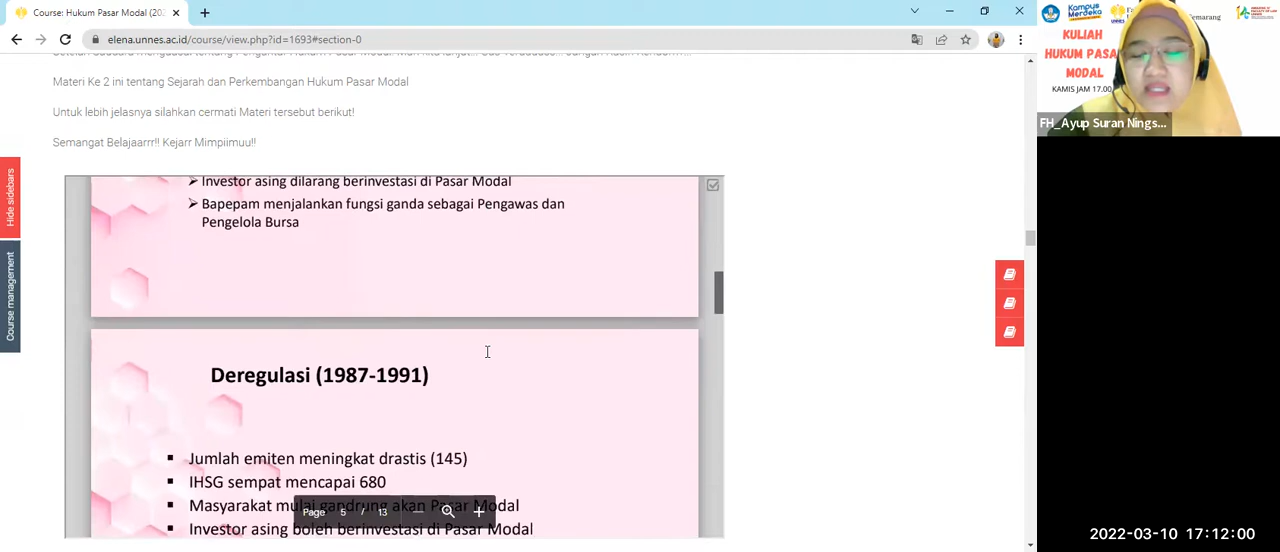 Course: Hukum Pasar Modal (20
elena.unnes.ac.id/course/view.php?id=1693#section-0
Materi Ke 2 ini tentang Sejarah dan Perkembangan Hukum Pasar Modal
Untuk lebih jelasnya silahkan cermati Materi tersebut berikut!
Semangat Belajaarrr!! Kejarr Mimpiimuu!!
Hide sidebars
Course management
➢ Investor asing dilarang berinvestasi di Pasar Modal
➢ Bapepam menjalankan fungsi ganda sebagai Pengawas dan
Pengelola Bursa
Deregulasi (1987-1991)
▪ Jumlah emiten meningkat drastis (145)
▪ IHSG sempat mencapai 680
▪ Masyarakat mulai gandrung akan Pasar Modal
▪ Investor asing boleh berinvestasi di Pasar Modal
Page 5 / 13
Kampus
Merdeka
UNNES
KULIAH
HUKUM PASA
MODAL
KAMIS JAM 17.00
FH_Ayup Suran Nings...
2022-03-10 17:12:00